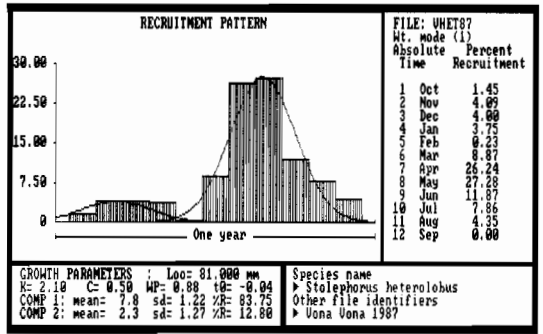 RECRUITMENT PATTERN
30.00
22.50
15.00
7.50
0
One year
FILE: VHET87
Wt. mode (1)
Absolute Percent
Time Recruitment
1 Oct 1.45
2 Nov 4.09
3 Dec 4.00
4 Jan 3.75
5 Feb 0.23
6 Mar 8.87
7 Apr 26.24
8 May 27.28
9 Jun 11.87
10 Jul 7.86
11 Aug 4.35
12 Sep 0.00
GROWTH PARAMETERS : Loo= 81.000 mm
K= 2.10 C= 0.50 WP= 0.88 t0= -0.04
COMP 1: mean= 7.8 sd= 1.22 %R= 83.75
COMP 2: mean= 2.3 sd= 1.27 %R= 12.80
Species name
▶ Stolephorus heterolobus
Other file identifiers
▶ Vona Vona 1987